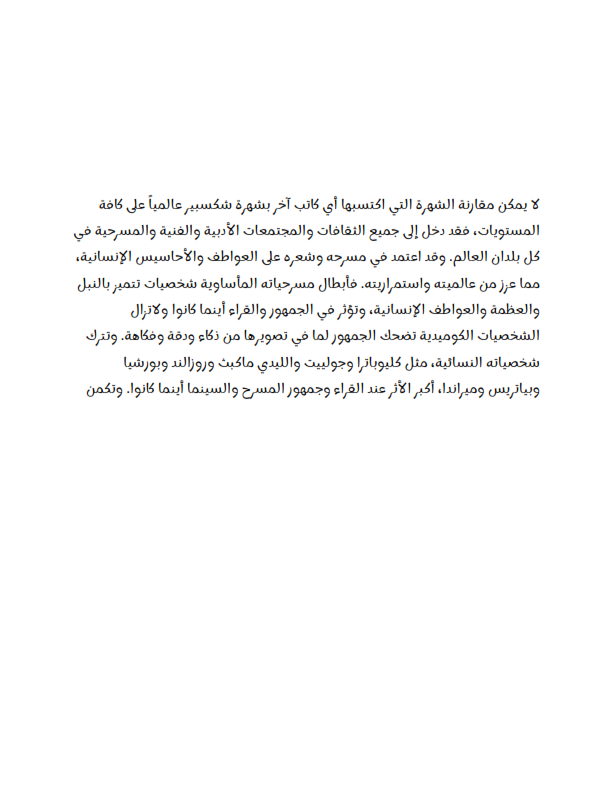 لا يمكن مقارنة الشهرة التي اكتسبها أي كاتب آخر بشهرة شكسبير عالمياً على كافة
المستويات، فقد دخل إلى جميع الثقافات والمجتمعات الأدبية والفنية والمسرحية في
كل بلدان العالم. وقد اعتمد في مسرحه وشعره على العواطف والأحاسيس الإنسانية،
مما عزز من عالميته واستمراريته. فأبطال مسرحياته المأساوية شخصيات تتميز بالنبل
والعظمة والعواطف الإنسانية، وتؤثر في الجمهور والقراء أينما كانوا ولاتزال
الشخصيات الكوميدية تضحك الجمهور لما في تصويرها من ذكاء ودقة وفكاهة. وتترك
شخصياته النسائية، مثل كليوباترا وجولييت والليدي ماكبث وروزالند وبورشيا
وبياتريس وميراندا، أكبر الأثر عند القراء وجمهور المسرح والسينما أينما كانوا. وتكمن